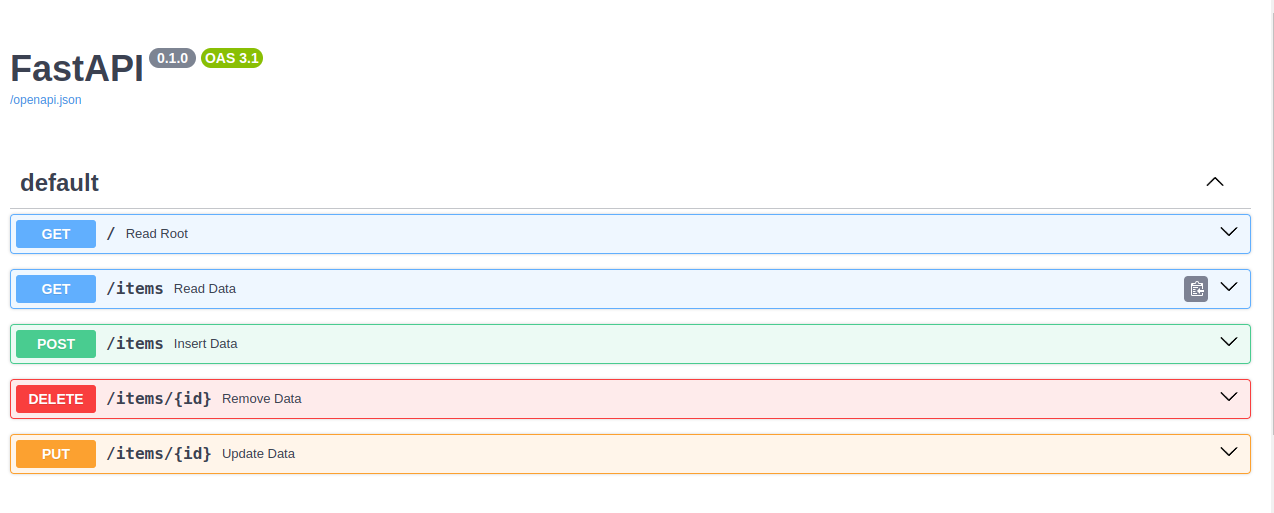 FastAPI 0.1.0 OAS 3.1
/openapi.json
default
GET / Read Root
GET /items Read Data
POST /items Insert Data
DELETE /items/{id} Remove Data
PUT /items/{id} Update Data